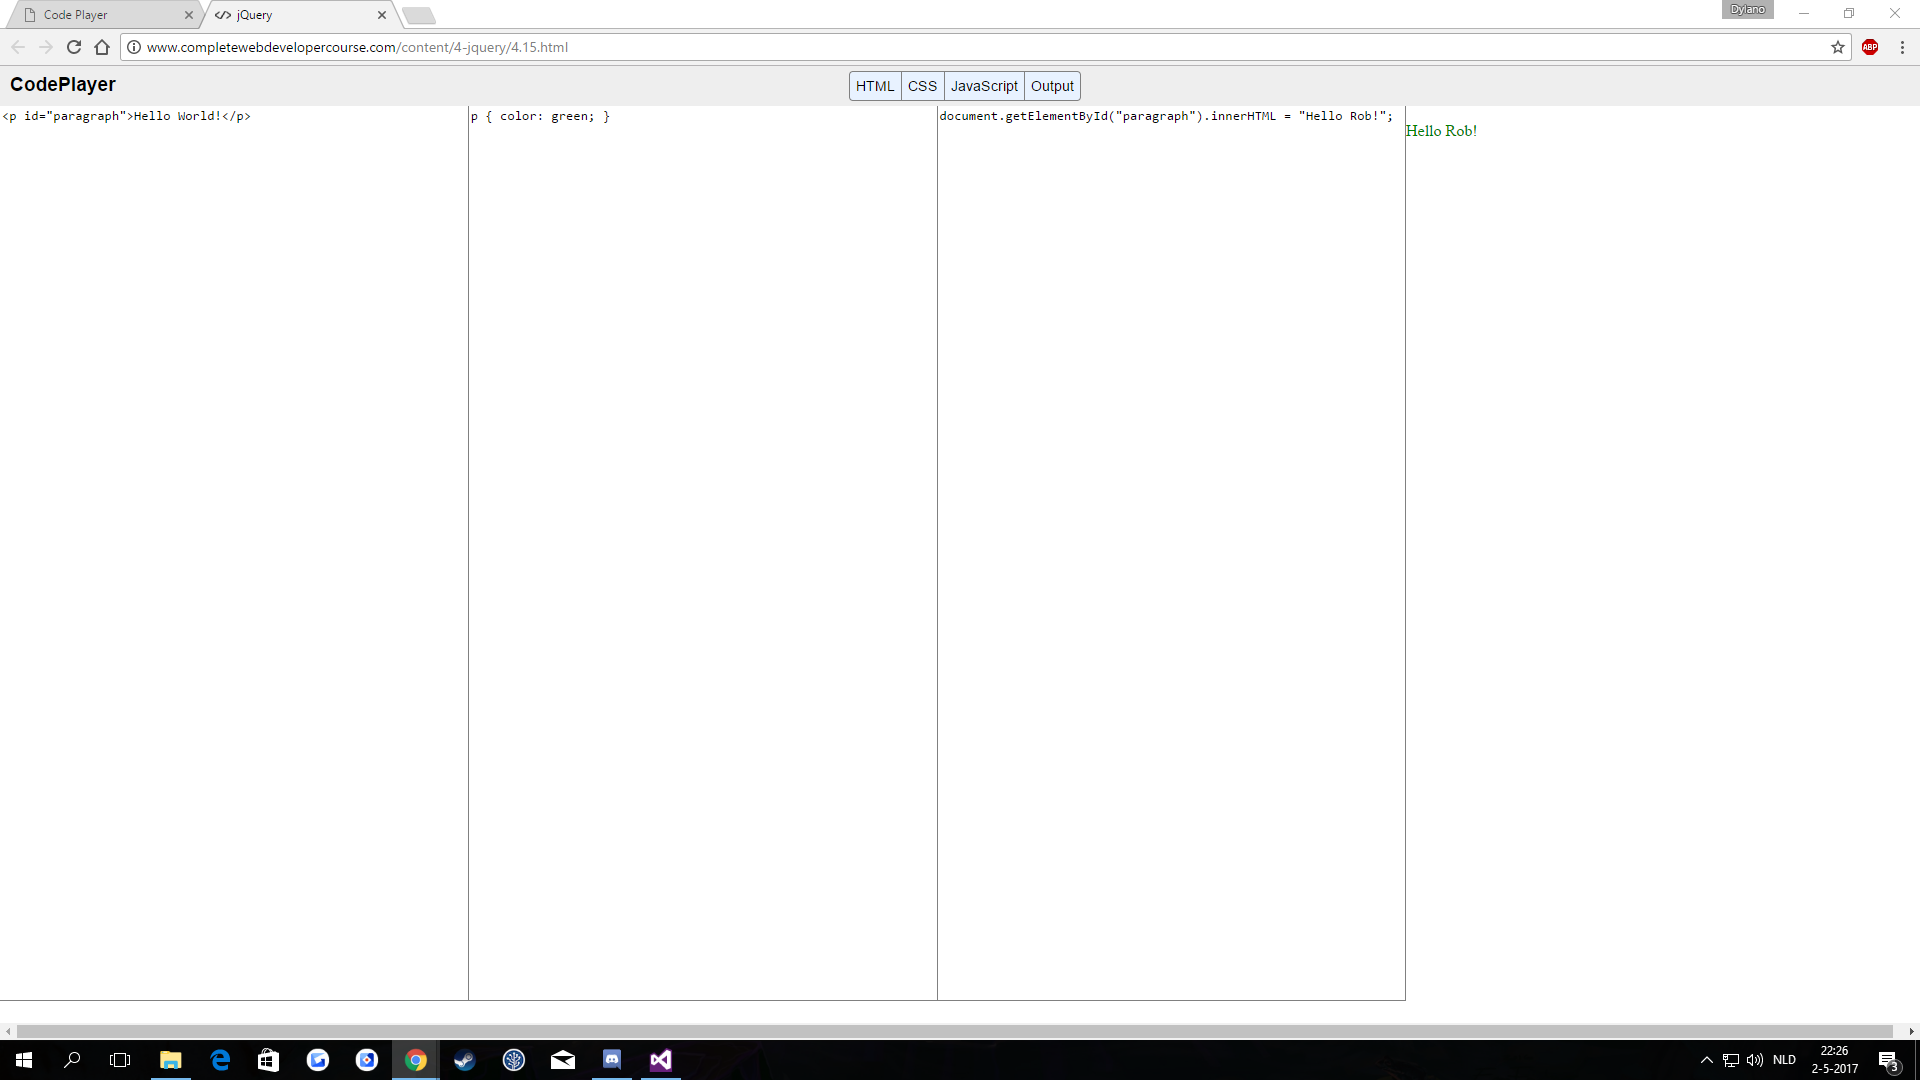 Code Player
jQuery
Dylano
www.completewebdevelopercourse.com/content/4-jquery/4.15.html
ABP
CodePlayer
HTML CSS JavaScript Output
<p id="paragraph">Hello World!</p>
p { color: green; }
document.getElementById("paragraph").innerHTML = "Hello Rob!";
Hello Rob!
NLD
22:26
2-5-2017
3